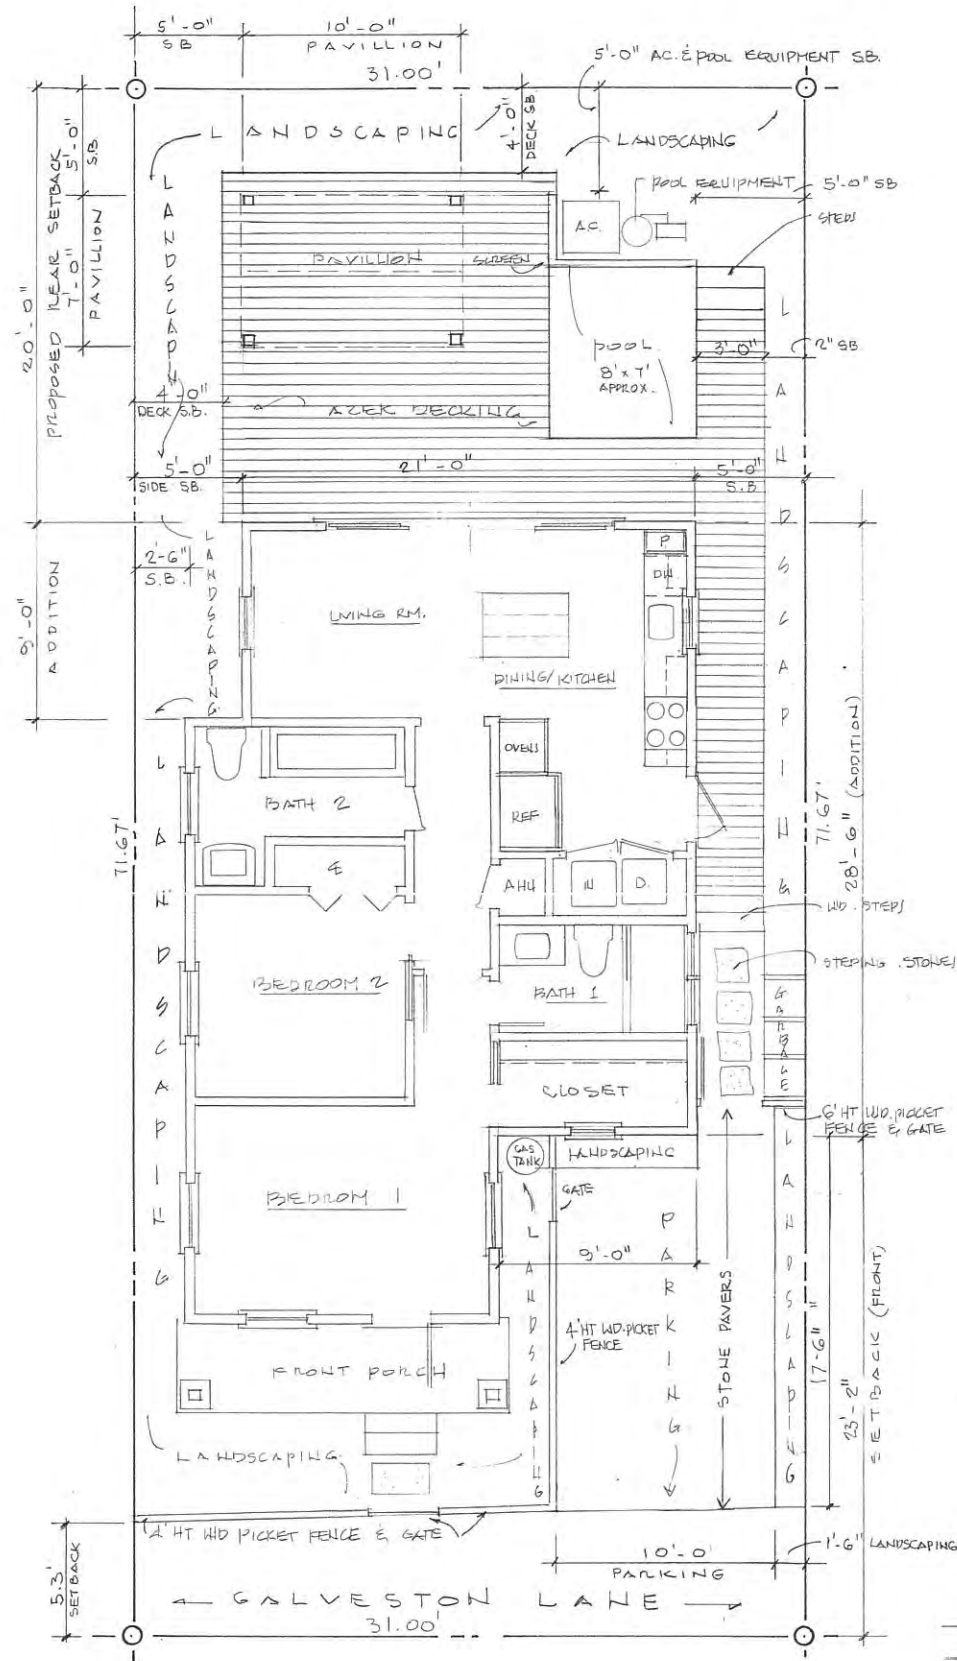 5'-0"
SB
10'-0"
PAVILLION
31.00'
5'-0" AC. & POOL EQUIPMENT SB.
LANDSCAPING
4'-0"
DECK SB
LANDSCAPING
5'-0"
S.B
POOL EQUIPMENT
5'-0" SB
STEPS
A.C.
PAVILLION
SCREEN
7'-0"
PAVILLION
20'-0"
PROPOSED REAR SETBACK
LANDSCAPIN
POOL
8' x 7'
APPROX.
3'-0"
2" SB.
4'-0"
DECK S.B.
AZEK DECKING
5'-0"
SIDE SB.
21'-0"
5'-0"
S.B.
LANDSCAPING
2'-6"
S.B.
LANDSCAPING
9'-0"
ADDITION
LIVING RM.
P
DW.
DINING/KITCHEN
OVENS
REF
BATH 2
71.67'
71.67'
28'-6" (ADDITION)
AHU
W
D.
WD. STEPS
STEPING STONES
BEDROOM 2
BATH 1
GARBAGE
LANDSCAPING
CLOSET
6' HT WD. PICKET
FENCE & GATE
GAS
TANK
LANDSCAPING
GATE
BEDROM 1
9'-0"
LANDSCAPING
4' HT WD. PICKET
FENCE
PARKING
STONE PAVERS
LANDSCAPING
17'-6"
23'-2"
SETBACK (FRONT)
FRONT PORCH
LANDSCAPING
4' HT WD PICKET FENCE & GATE
5.3'
SETBACK
10'-0
PARKING
1'-6" LANDSCAPING
GALVESTON LANE
31.00'